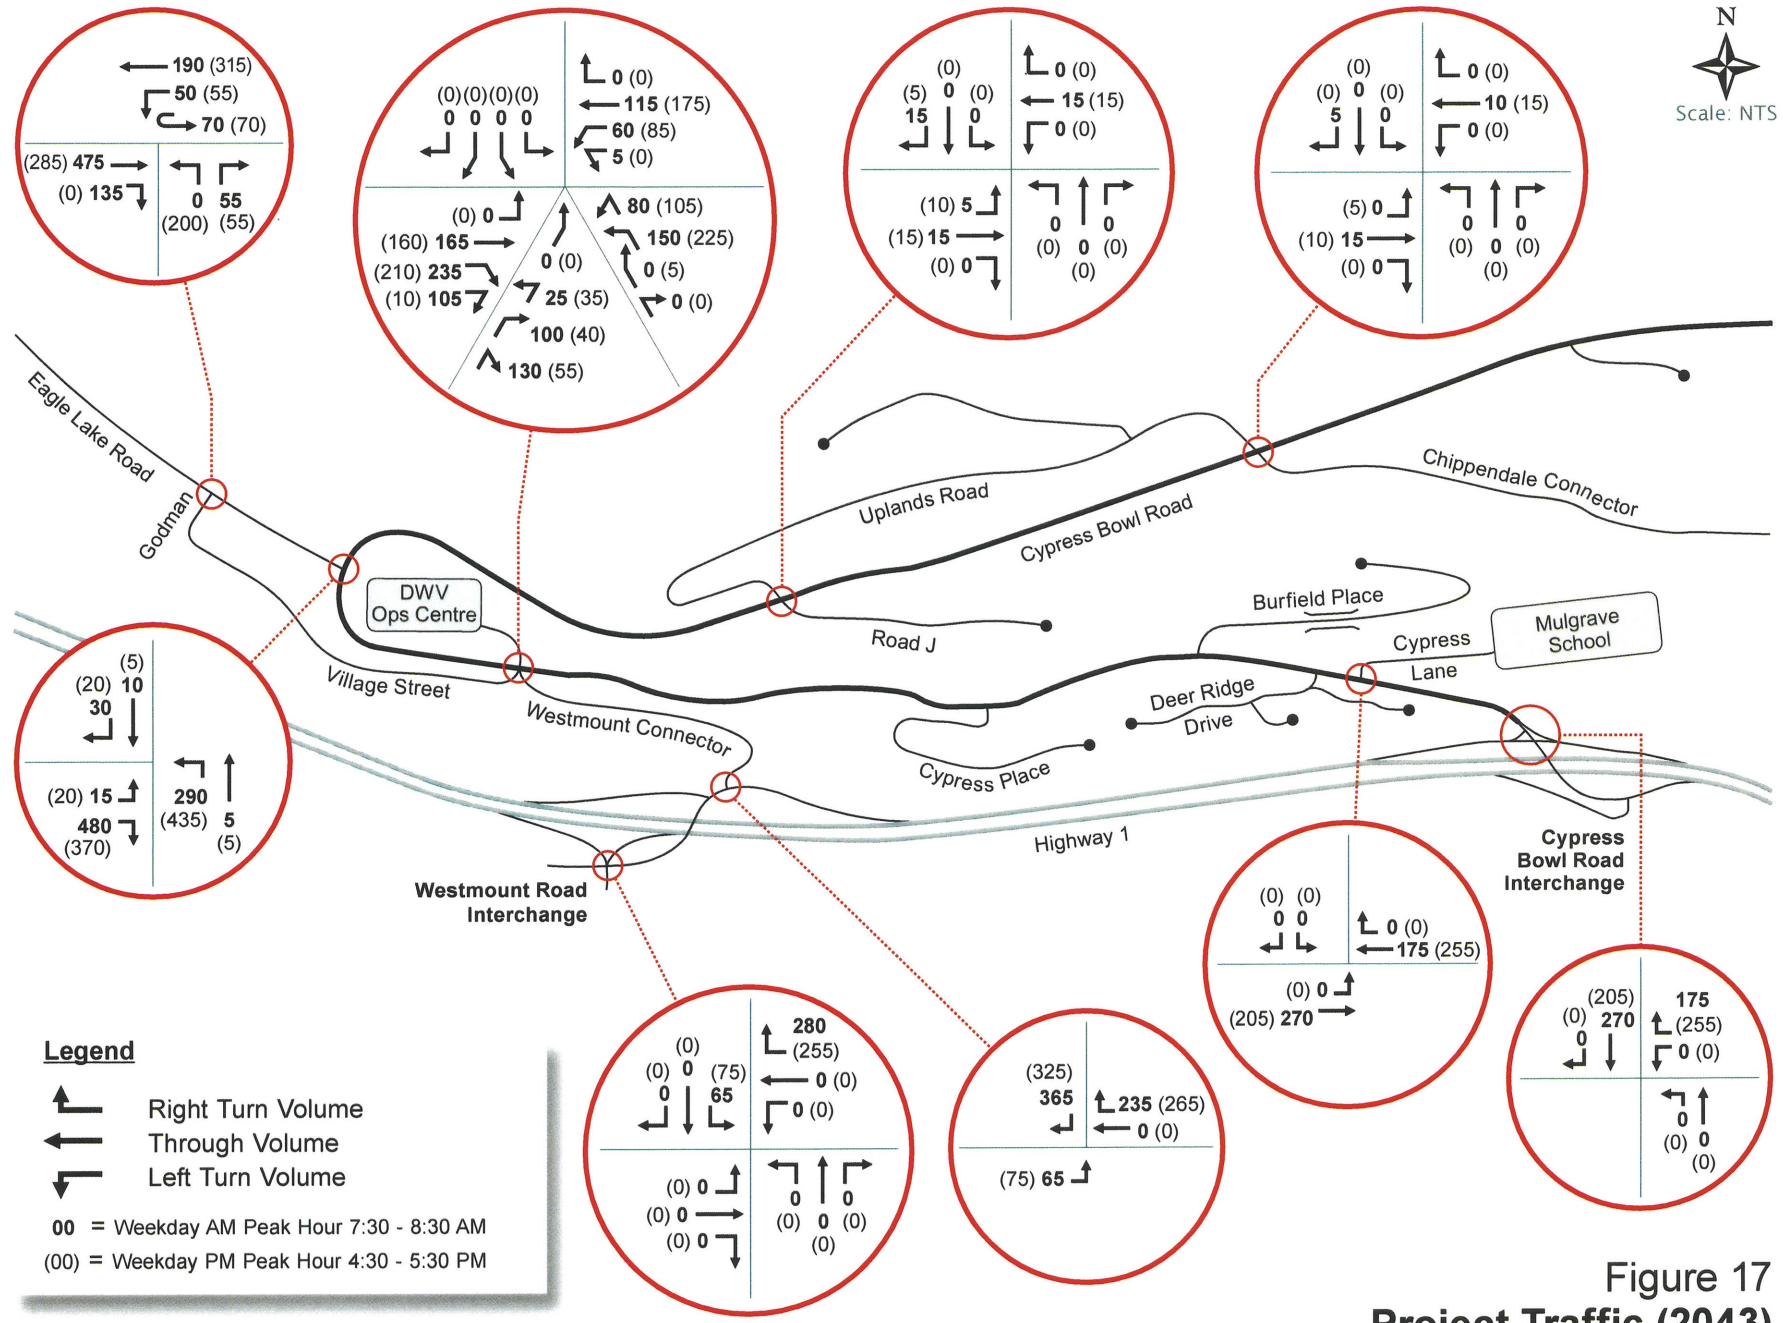 190 (315)
50 (55)
70 (70)
(285) 475
(0) 135
0 55
(200) (55)
(0)(0)(0)(0)
0 0 0 0
0 (0)
115 (175)
60 (85)
5 (0)
(0) 0
(160) 165
(210) 235
(10) 105
0 (0)
25 (35)
100 (40)
130 (55)
80 (105)
150 (225)
0 (5)
0 (0)
(0)
(5) 0 (0)
15 0
0 (0)
15 (15)
0 (0)
(10) 5
(15) 15
(0) 0
0 0
(0) 0 (0)
(0)
(0)
(0) 0 (0)
5 0
0 (0)
10 (15)
0 (0)
(5) 0
(10) 15
(0) 0
0 0
(0) 0 (0)
(0)
N
Scale: NTS
Eagle Lake Road
Godman
DWV
Ops Centre
Village Street
Westmount Connector
Uplands Road
Cypress Bowl Road
Chippendale Connector
Road J
Burfield Place
Cypress
Lane
Mulgrave
School
Deer Ridge
Drive
Cypress Place
Highway 1
Westmount Road
Interchange
Cypress
Bowl Road
Interchange
(5)
(20) 10
30
(20) 15
480
(370)
290
(435) 5
(5)
(0)
(0) 0 (75)
0 65
280
(255)
0 (0)
0 (0)
(0) 0
(0) 0
(0) 0
0 0
(0) 0 (0)
(0)
(325)
365
235 (265)
0 (0)
(75) 65
(0) (0)
0 0
0 (0)
175 (255)
(0) 0
(205) 270
(205)
(0) 270
0
175
(255)
0 (0)
0
(0) 0
(0)
Legend
Right Turn Volume
Through Volume
Left Turn Volume
00 = Weekday AM Peak Hour 7:30 - 8:30 AM
(00) = Weekday PM Peak Hour 4:30 - 5:30 PM
Figure 17
Project Traffic (2043)